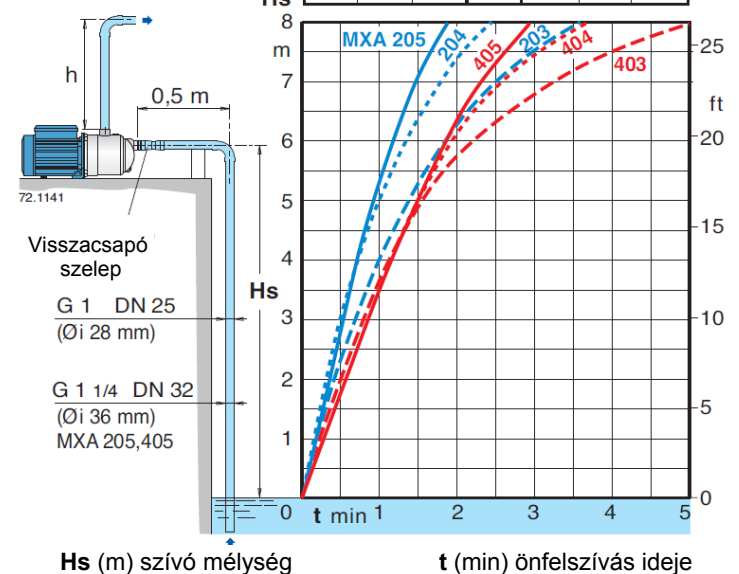 Hs
8
m
7
6
5
4
3
2
1
0
t min 1 2 3 4 5
25
ft
20
15
10
5
0
MXA 205
204
405
203
404
403
h
0,5 m
72.1141
Visszacsapó
szelep
Hs
G 1 DN 25
(Øi 28 mm)
G 1 1/4 DN 32
(Øi 36 mm)
MXA 205,405
Hs (m) szívó mélység
t (min) önfelszívás ideje